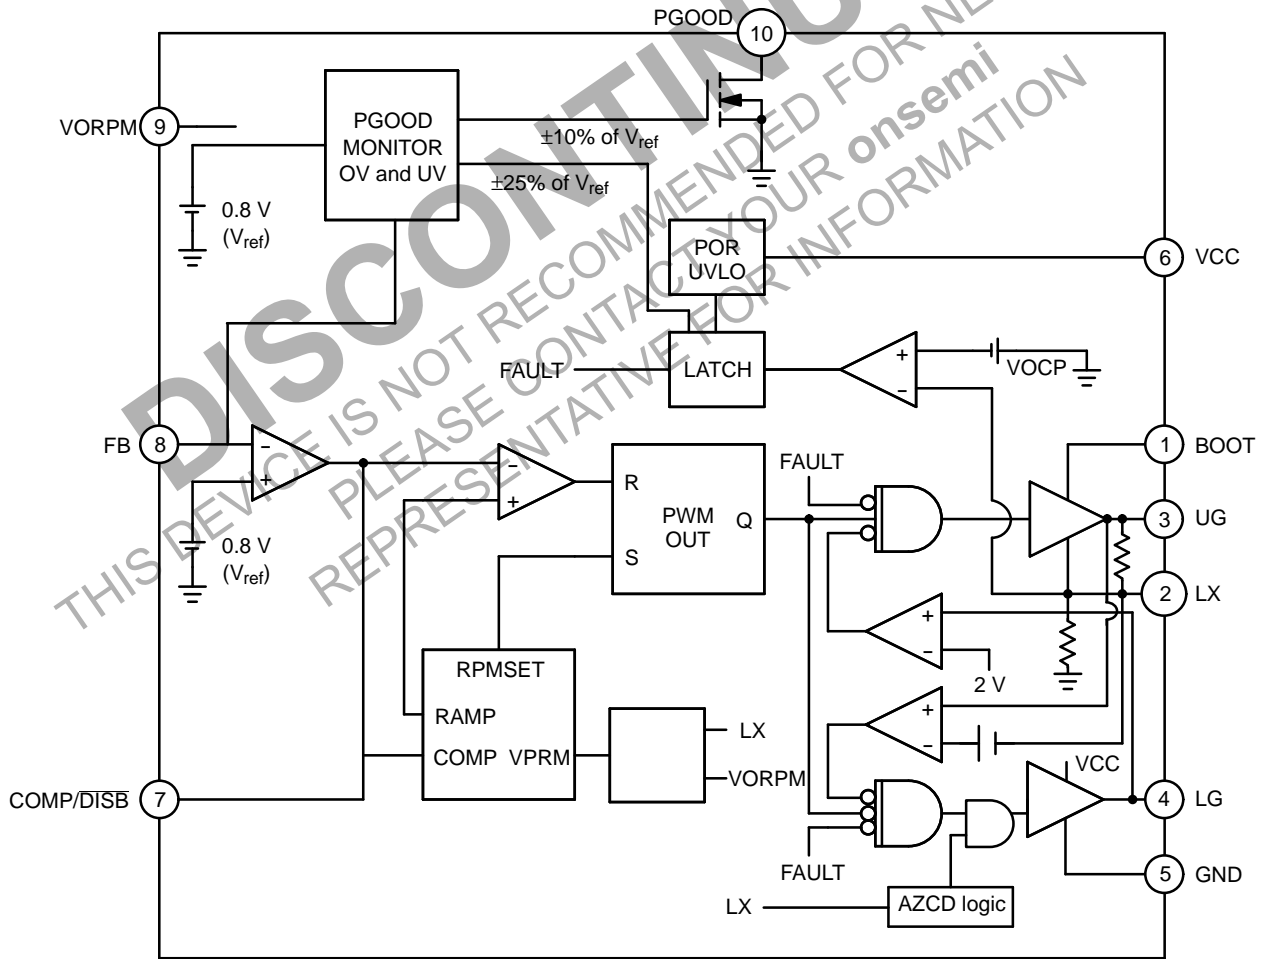 PGOOD
10
VORPM
9
PGOOD
MONITOR
OV and UV
±10% of Vref
±25% of Vref
0.8 V
(Vref)
POR
UVLO
6
VCC
FAULT
LATCH
+
−
VOCP
FB
8
−
+
0.8 V
(Vref)
−
+
R
S
PWM
OUT
Q
FAULT
1
BOOT
3
UG
2
LX
+
−
2 V
RPMSET
RAMP
COMP
VPRM
LX
VORPM
+
−
VCC
COMP/DISB
7
4
LG
FAULT
5
GND
LX
AZCD logic
DISCONTINU
THIS DEVICE IS NOT RECOMMENDED FOR NE
PLEASE CONTACT YOUR onsemi
REPRESENTATIVE FOR INFORMATION